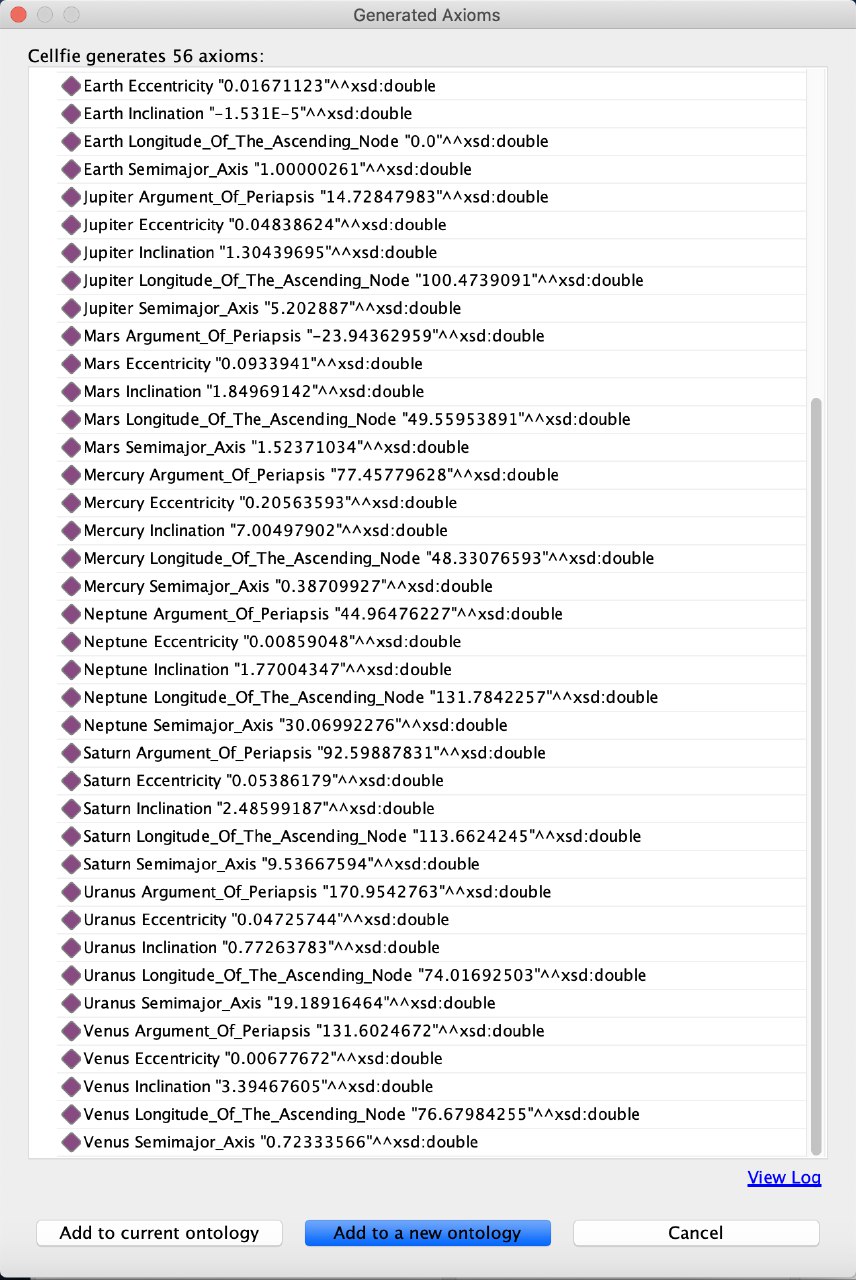 Generated Axioms
Cellfie generates 56 axioms:
Earth Eccentricity "0.01671123"^^xsd:double
Earth Inclination "-1.531E-5"^^xsd:double
Earth Longitude_Of_The_Ascending_Node "0.0"^^xsd:double
Earth Semimajor_Axis "1.00000261"^^xsd:double
Jupiter Argument_Of_Periapsis "14.72847983"^^xsd:double
Jupiter Eccentricity "0.04838624"^^xsd:double
Jupiter Inclination "1.30439695"^^xsd:double
Jupiter Longitude_Of_The_Ascending_Node "100.4739091"^^xsd:double
Jupiter Semimajor_Axis "5.202887"^^xsd:double
Mars Argument_Of_Periapsis "-23.94362959"^^xsd:double
Mars Eccentricity "0.0933941"^^xsd:double
Mars Inclination "1.84969142"^^xsd:double
Mars Longitude_Of_The_Ascending_Node "49.55953891"^^xsd:double
Mars Semimajor_Axis "1.52371034"^^xsd:double
Mercury Argument_Of_Periapsis "77.45779628"^^xsd:double
Mercury Eccentricity "0.20563593"^^xsd:double
Mercury Inclination "7.00497902"^^xsd:double
Mercury Longitude_Of_The_Ascending_Node "48.33076593"^^xsd:double
Mercury Semimajor_Axis "0.38709927"^^xsd:double
Neptune Argument_Of_Periapsis "44.96476227"^^xsd:double
Neptune Eccentricity "0.00859048"^^xsd:double
Neptune Inclination "1.77004347"^^xsd:double
Neptune Longitude_Of_The_Ascending_Node "131.7842257"^^xsd:double
Neptune Semimajor_Axis "30.06992276"^^xsd:double
Saturn Argument_Of_Periapsis "92.59887831"^^xsd:double
Saturn Eccentricity "0.05386179"^^xsd:double
Saturn Inclination "2.48599187"^^xsd:double
Saturn Longitude_Of_The_Ascending_Node "113.6624245"^^xsd:double
Saturn Semimajor_Axis "9.53667594"^^xsd:double
Uranus Argument_Of_Periapsis "170.9542763"^^xsd:double
Uranus Eccentricity "0.04725744"^^xsd:double
Uranus Inclination "0.77263783"^^xsd:double
Uranus Longitude_Of_The_Ascending_Node "74.01692503"^^xsd:double
Uranus Semimajor_Axis "19.18916464"^^xsd:double
Venus Argument_Of_Periapsis "131.6024672"^^xsd:double
Venus Eccentricity "0.00677672"^^xsd:double
Venus Inclination "3.39467605"^^xsd:double
Venus Longitude_Of_The_Ascending_Node "76.67984255"^^xsd:double
Venus Semimajor_Axis "0.72333566"^^xsd:double
View Log
Add to current ontology
Add to a new ontology
Cancel